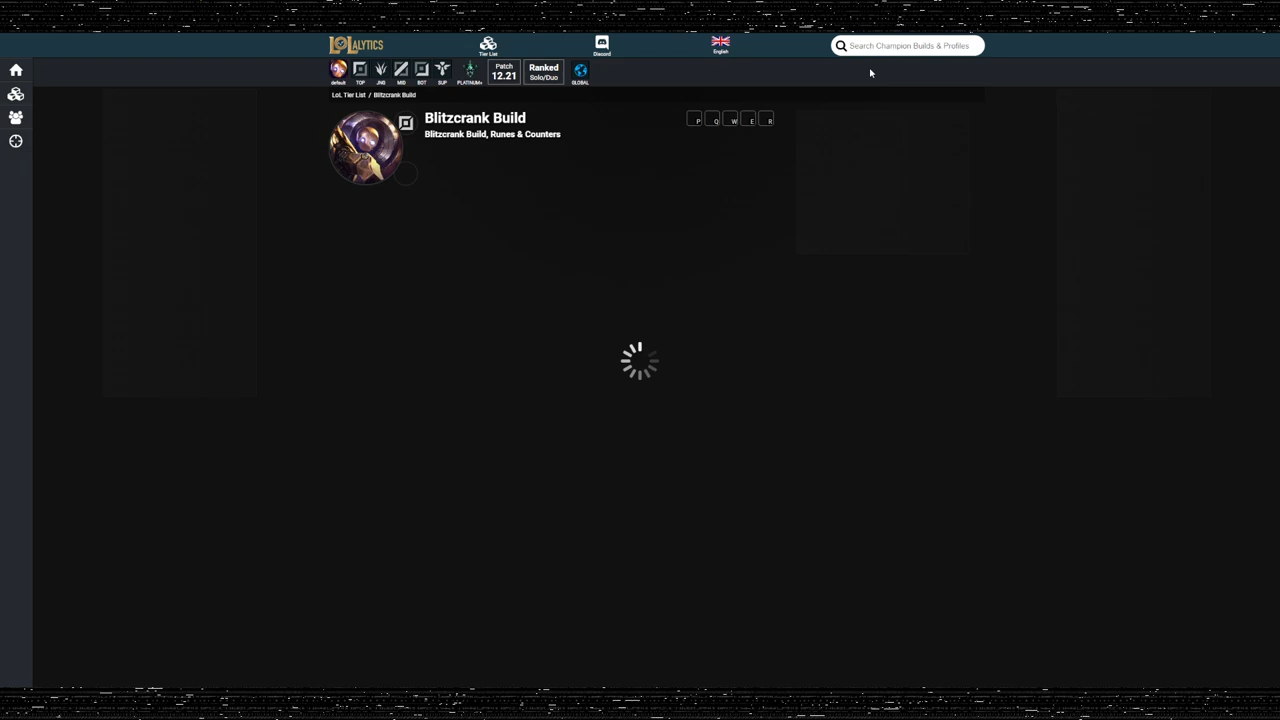 LOLALYTICS
Tier List
Discord
English
Search Champion Builds & Profiles
default
TOP
JNG
MID
BOT
SUP
PLATINUM+
Patch
12.21
Ranked
Solo/Duo
GLOBAL
LoL Tier List / Blitzcrank Build
Blitzcrank Build
Blitzcrank Build, Runes & Counters
P Q W E R